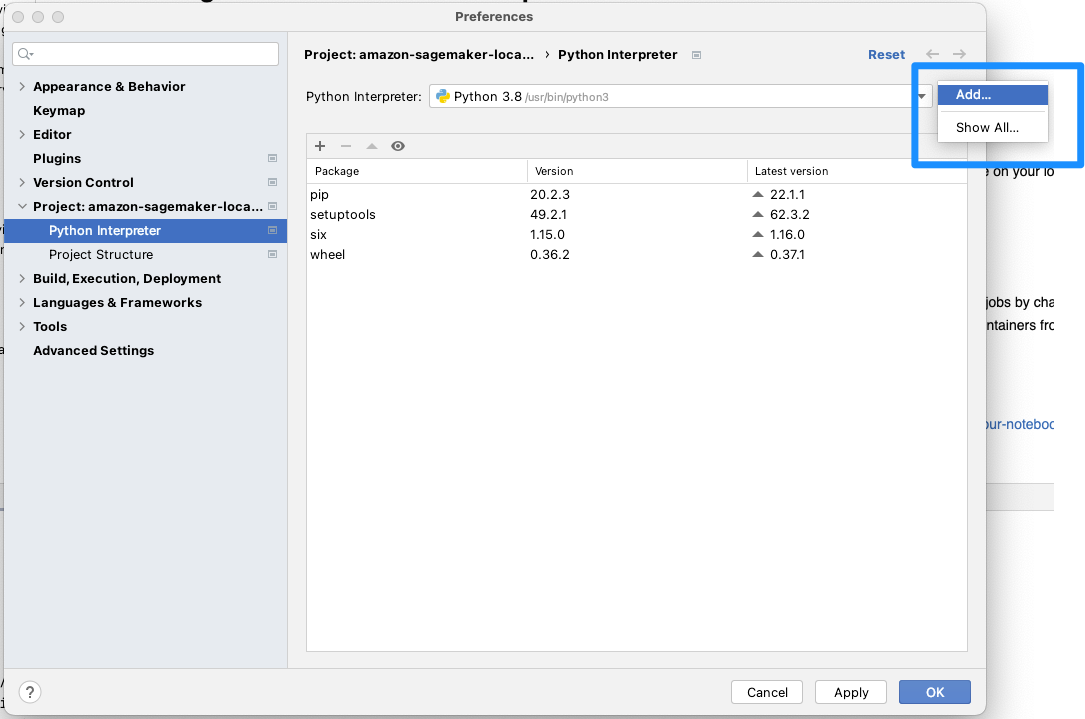 Preferences
Project: amazon-sagemaker-loca... › Python Interpreter
Reset
Appearance & Behavior
Keymap
Editor
Plugins
Version Control
Project: amazon-sagemaker-loca...
Python Interpreter
Project Structure
Build, Execution, Deployment
Languages & Frameworks
Tools
Advanced Settings
Python Interpreter: Python 3.8 /usr/bin/python3
Add...
Show All...
Package Version Latest version
pip 20.2.3 22.1.1
setuptools 49.2.1 62.3.2
six 1.15.0 1.16.0
wheel 0.36.2 0.37.1
on your lo
jobs by cha
ntainers fro
our-noteboo
? Cancel Apply OK